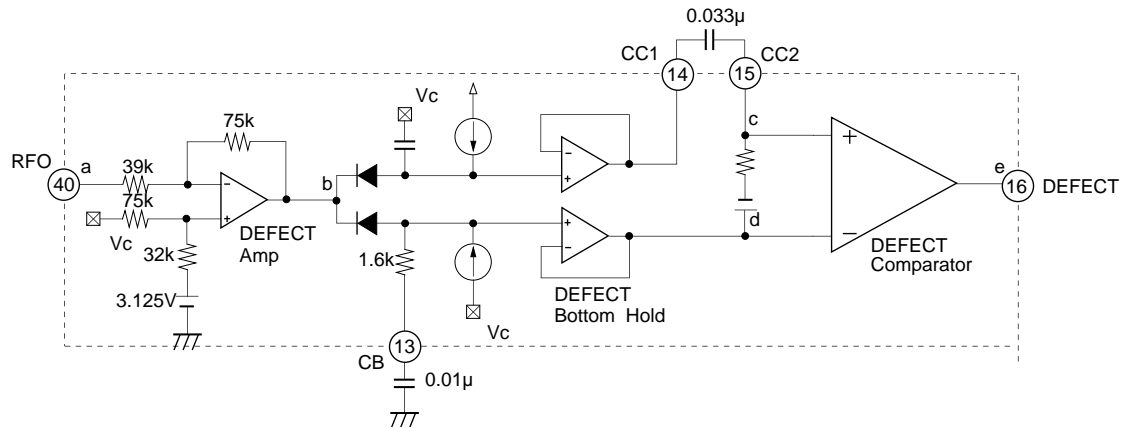 0.033µ
CC1
CC2
14
15
Vc
75k
c
+
RFO
a
39k
−
40
75k
+
Vc
DEFECT
Amp
32k
3.125V
b
−
+
+
−
1.6k
DEFECT
Bottom Hold
Vc
d
−
DEFECT
Comparator
e
16
DEFECT
CB
13
0.01µ